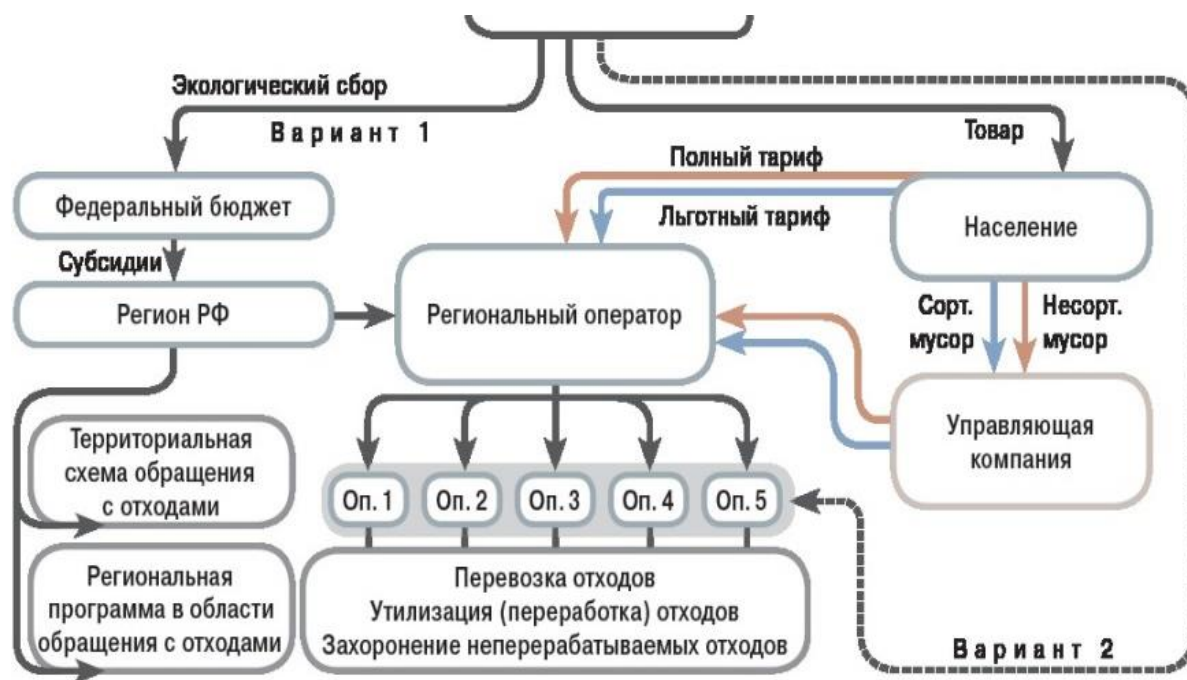 Экологический сбор
Вариант 1
Товар
Полный тариф
Федеральный бюджет
Льготный тариф
Население
Субсидии
Регион РФ
Региональный оператор
Сорт.
мусор
Несорт.
мусор
Территориальная
схема обращения
с отходами
Управляющая
компания
Оп. 1
Оп. 2
Оп. 3
Оп. 4
Оп. 5
Региональная
программа в области
обращения с отходами
Перевозка отходов
Утилизация (переработка) отходов
Захоронение неперерабатываемых отходов
Вариант 2